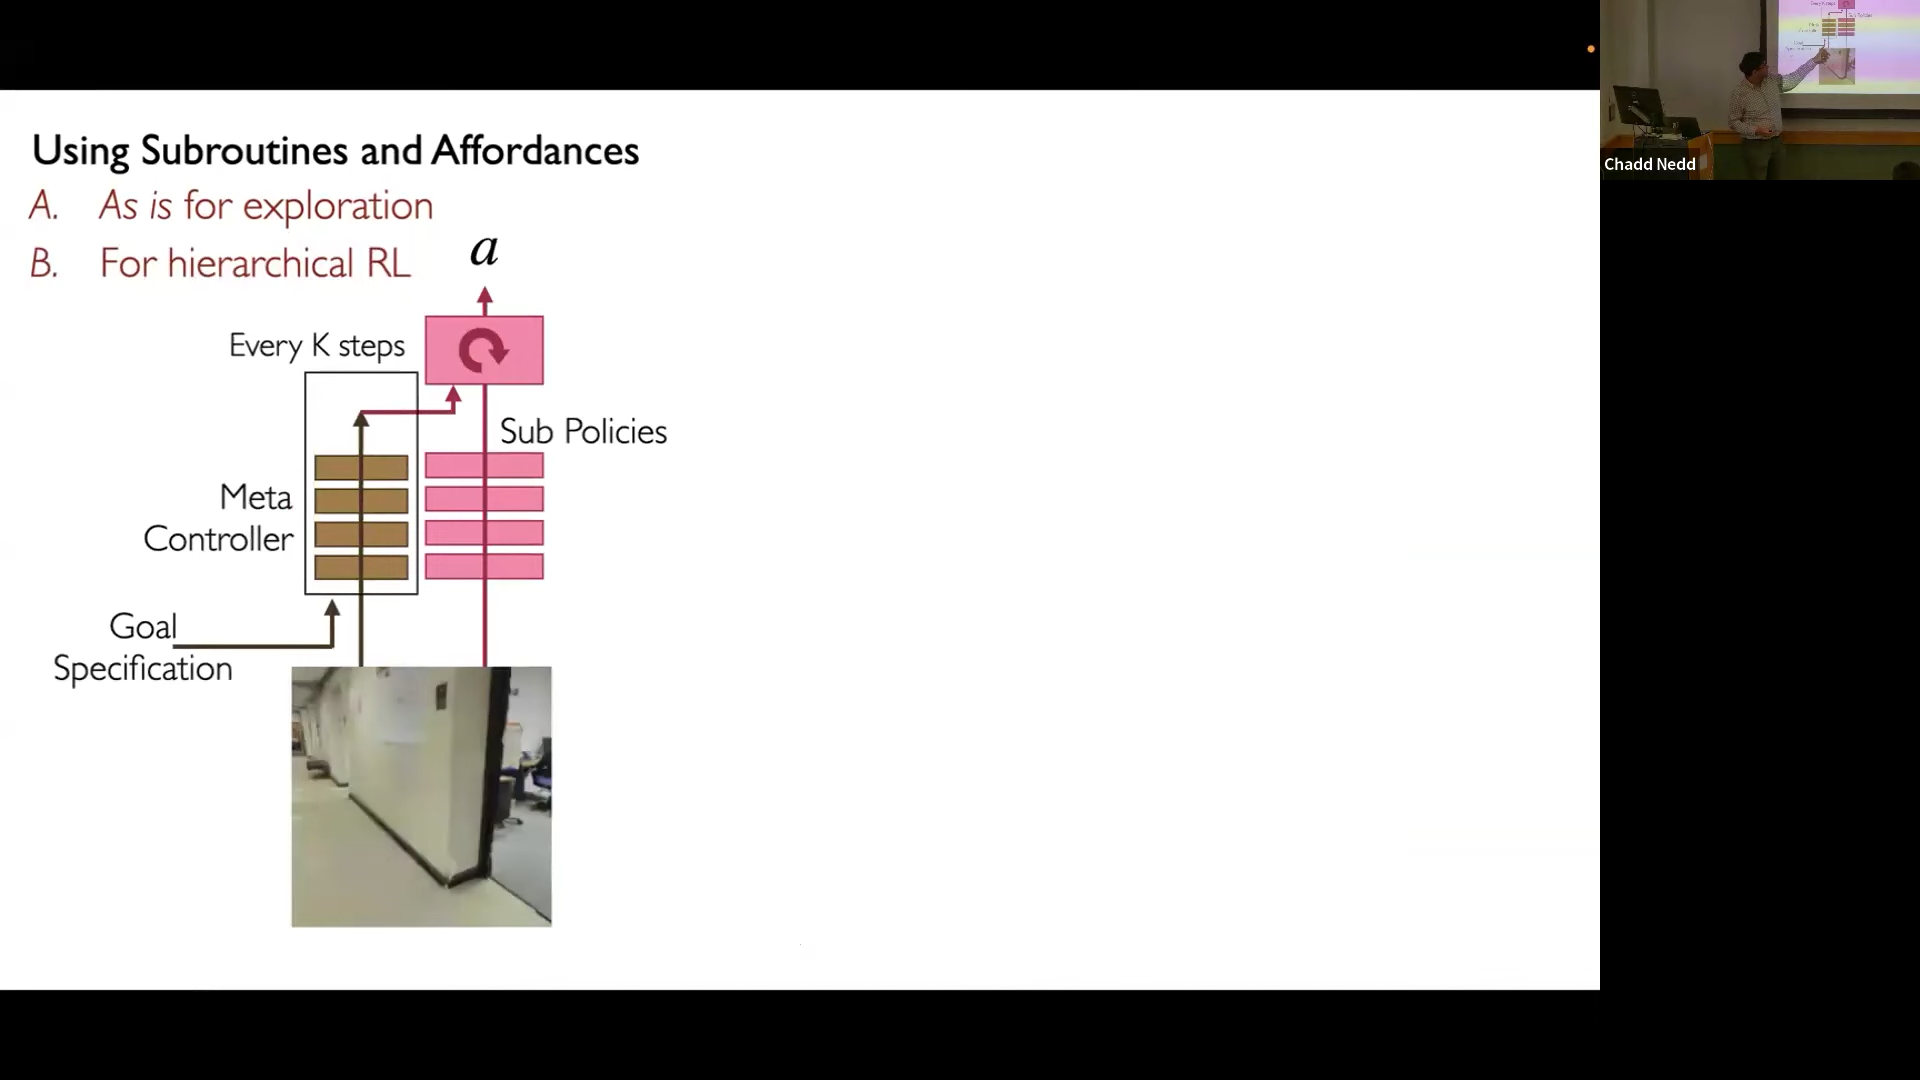 Using Subroutines and Affordances
A. As is for exploration
B. For hierarchical RL
a
Every K steps
Sub Policies
Meta
Controller
Goal
Specification
Chadd Nedd